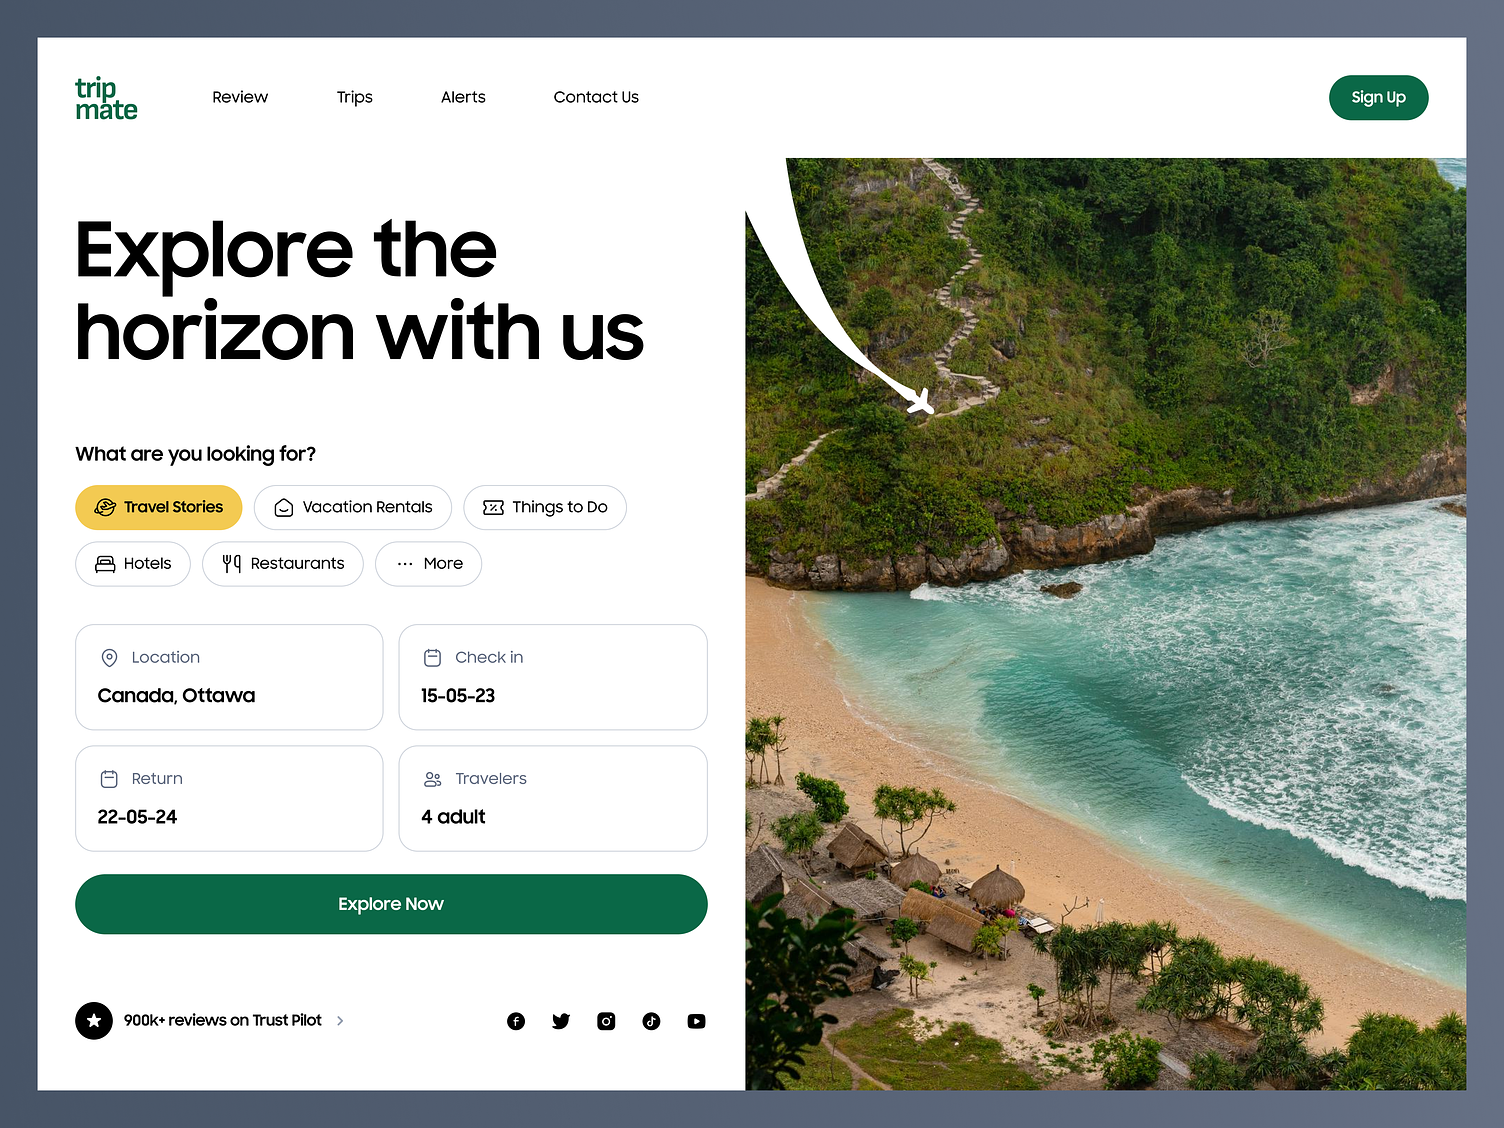 trip
mate
Review
Trips
Alerts
Contact Us
Sign Up
Explore the
horizon with us
What are you looking for?
Travel Stories
Vacation Rentals
Things to Do
Hotels
Restaurants
More
Location
Canada, Ottawa
Check in
15-05-23
Return
22-05-24
Travelers
4 adult
Explore Now
900k+ reviews on Trust Pilot